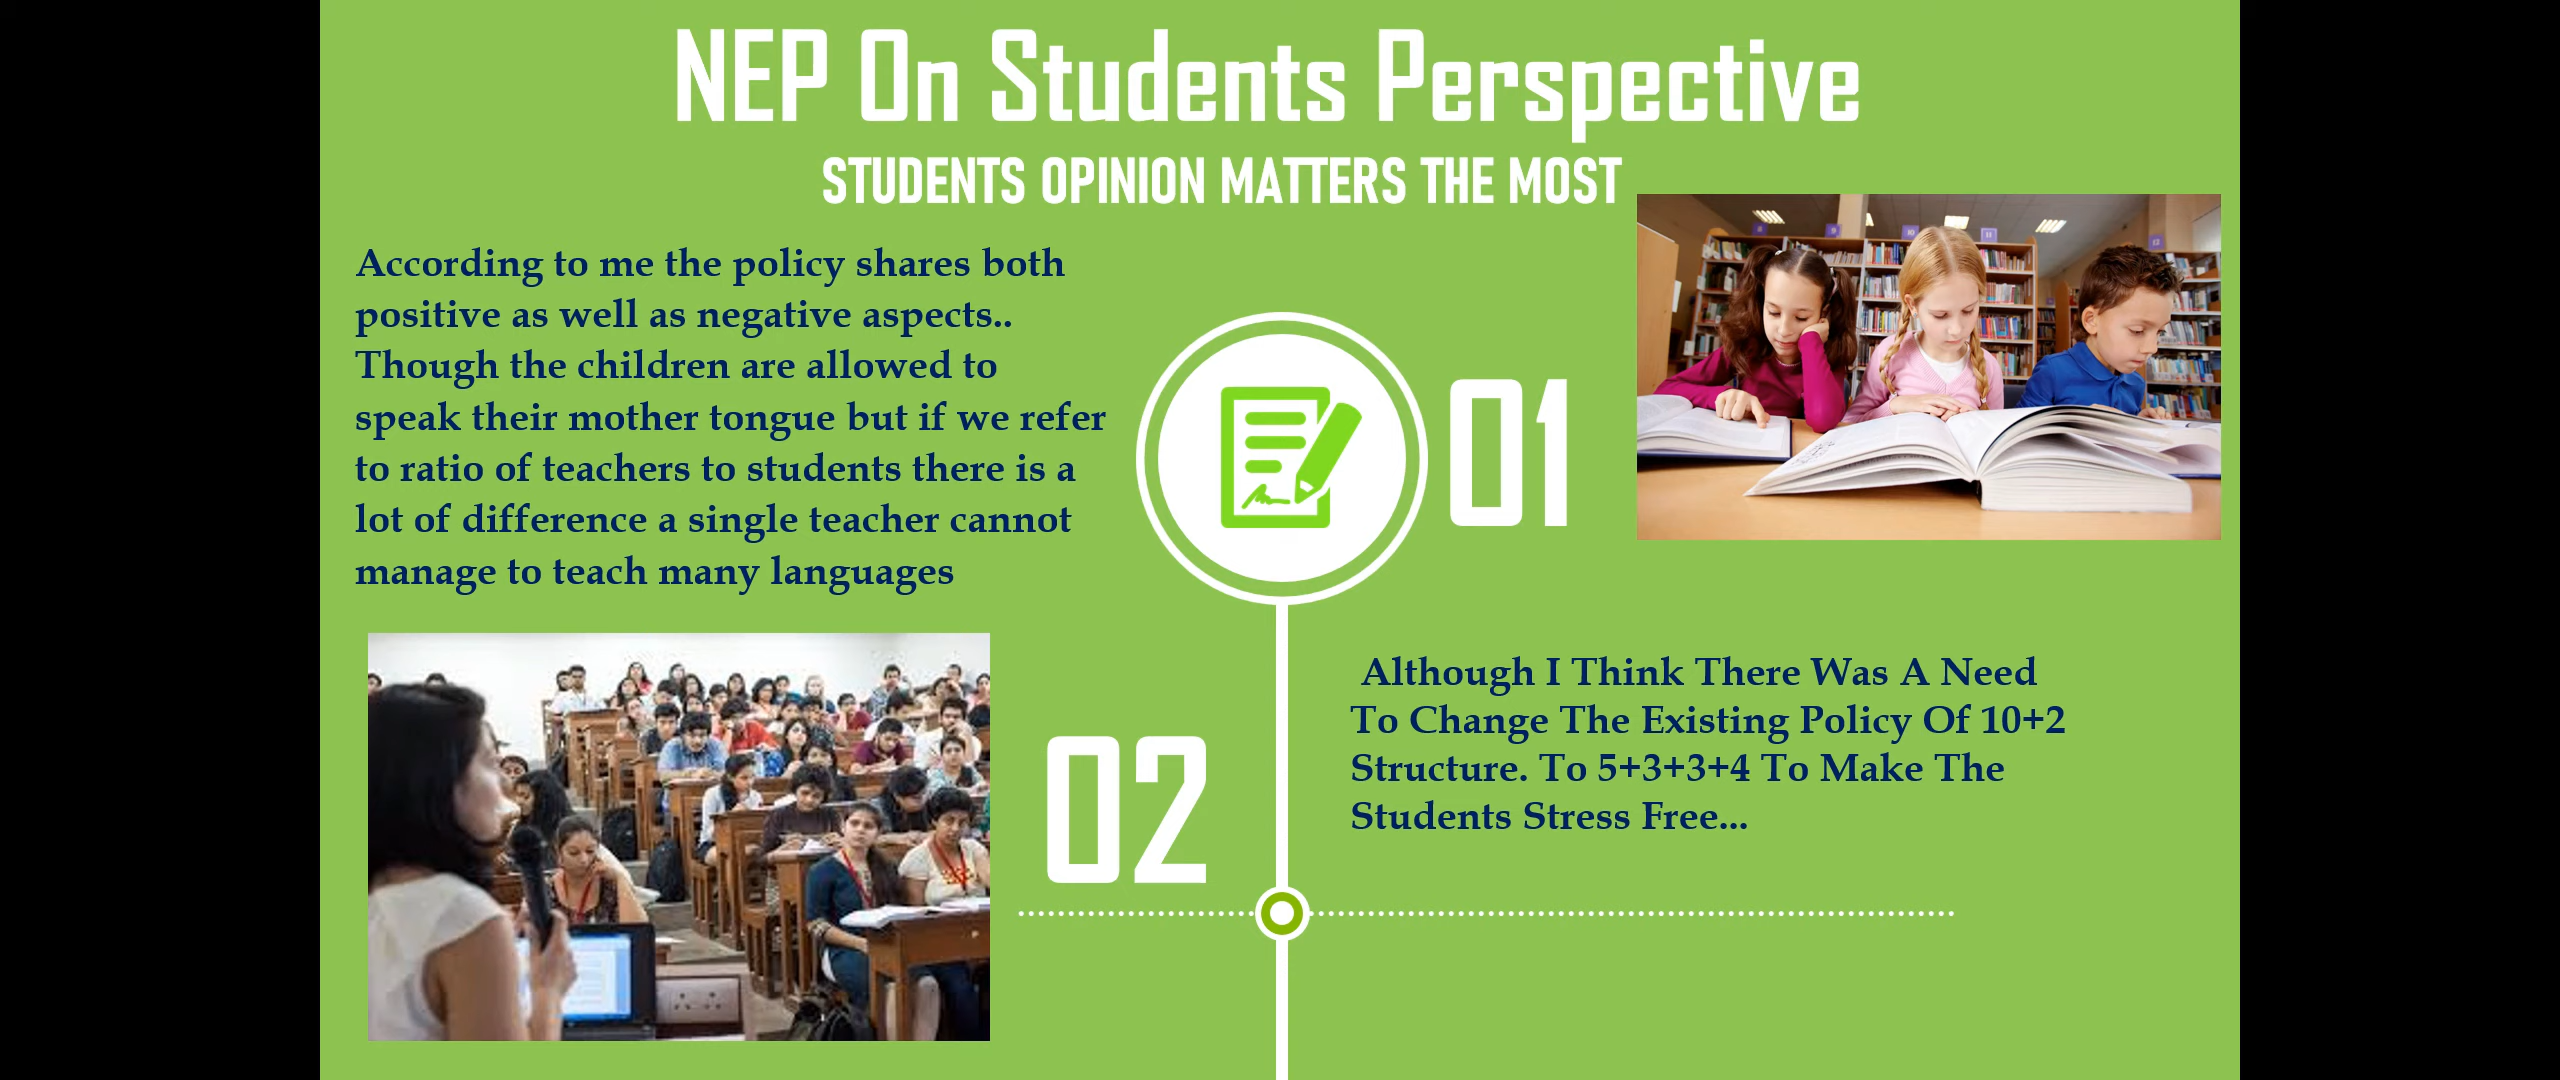 NEP On Students Perspective
STUDENTS OPINION MATTERS THE MOST
According to me the policy shares both
positive as well as negative aspects..
Though the children are allowed to
speak their mother tongue but if we refer
to ratio of teachers to students there is a
lot of difference a single teacher cannot
manage to teach many languages
01
02
Although I Think There Was A Need
To Change The Existing Policy Of 10+2
Structure. To 5+3+3+4 To Make The
Students Stress Free...